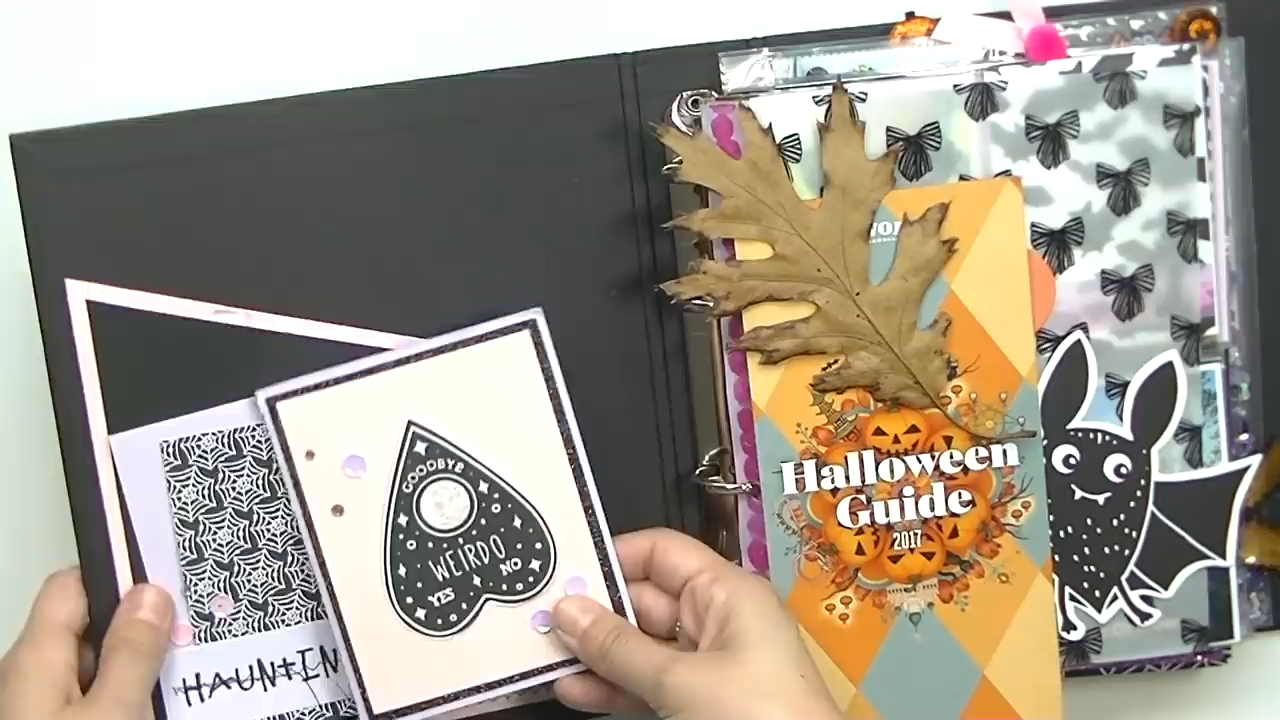 GOODBYE
WEIRDO
YES
NO
HAUNTIN
Halloween
Guide
2017